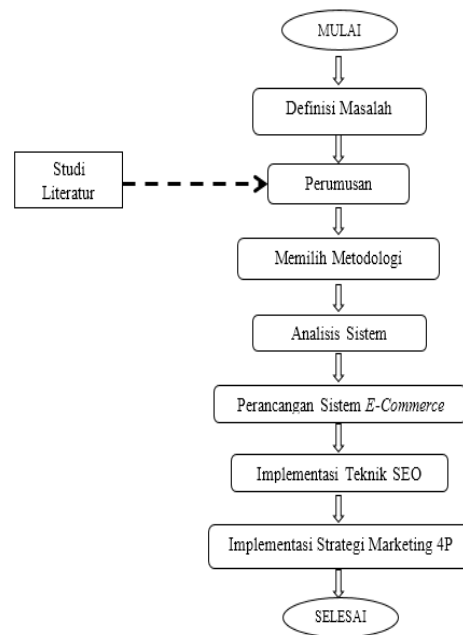 MULAI
Definisi Masalah
Studi
Literatur
Perumusan
Memilih Metodologi
Analisis Sistem
Perancangan Sistem E-Commerce
Implementasi Teknik SEO
Implementasi Strategi Marketing 4P
SELESAI